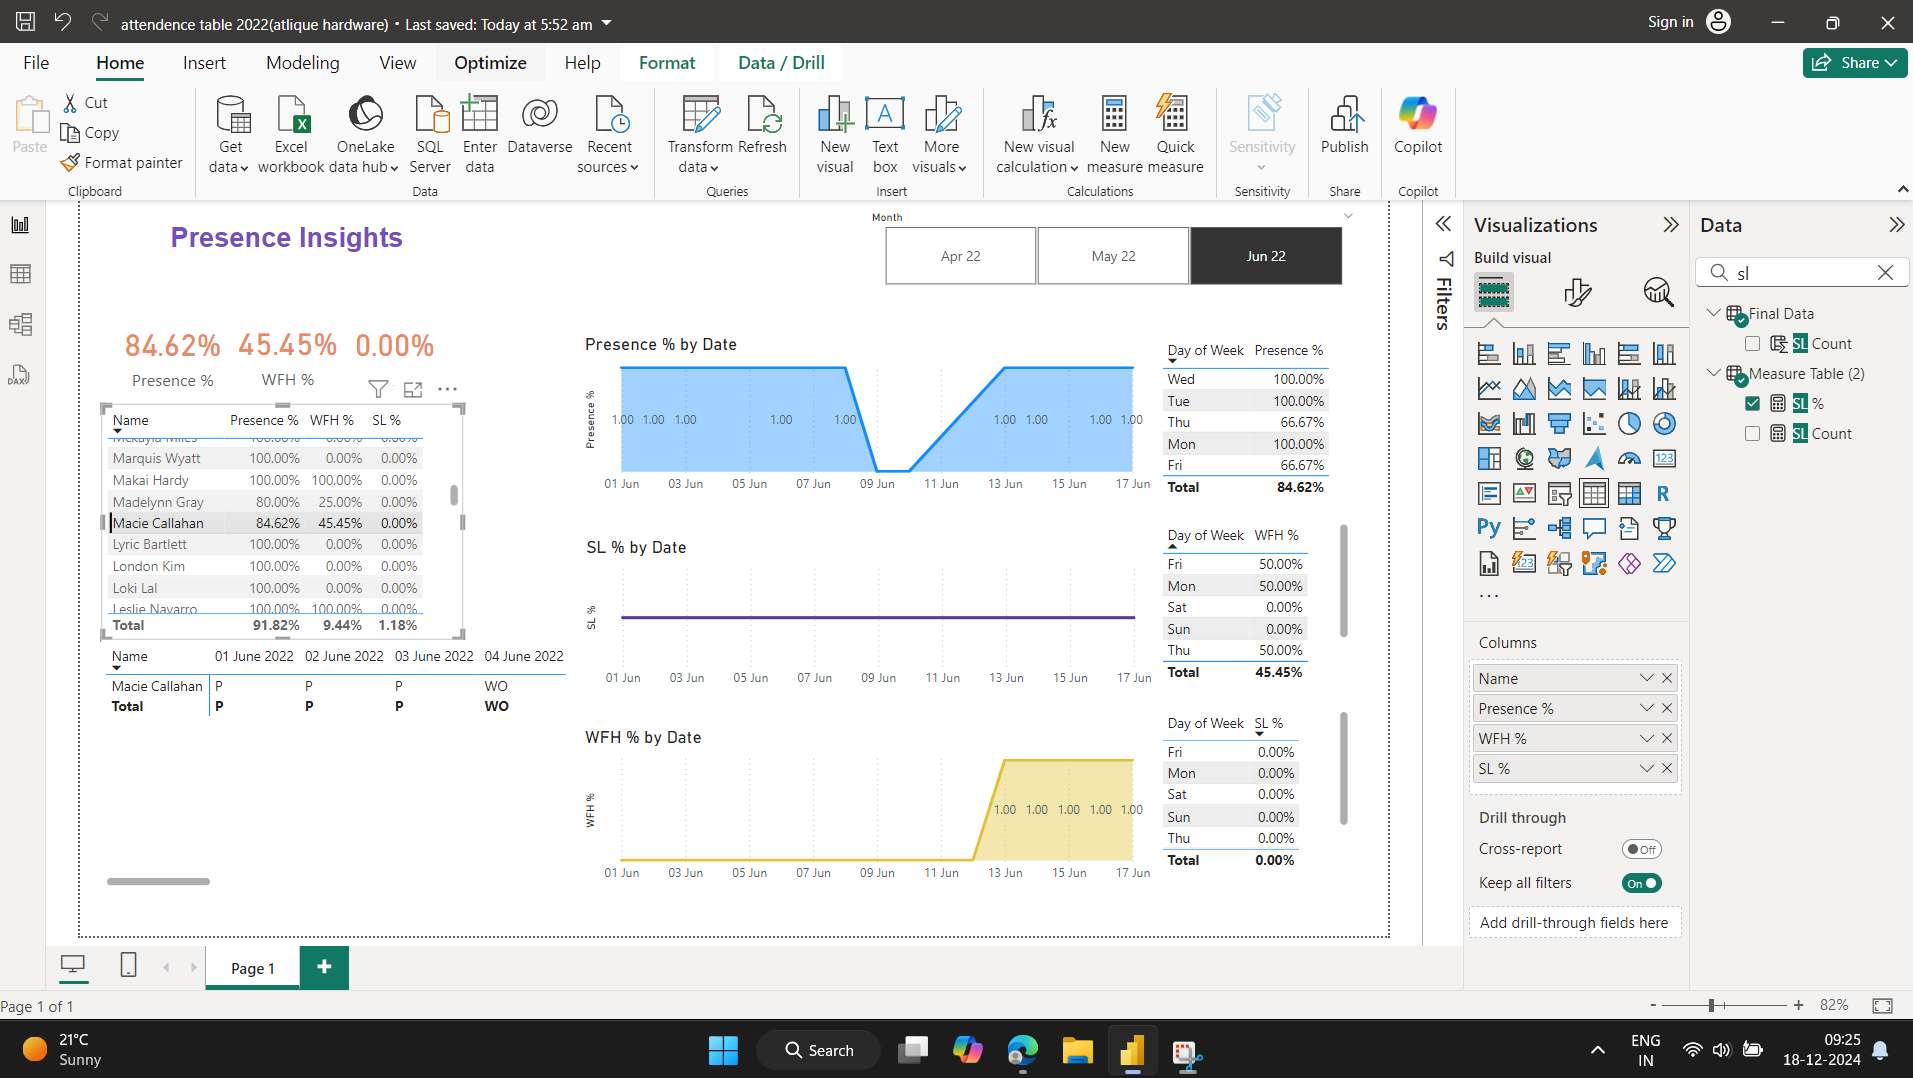 attendence table 2022(atlique hardware) • Last saved: Today at 5:52 am
Sign in
File Home Insert Modeling View Optimize Help Format Data / Drill
Share
Paste
Cut
Copy
Format painter
Clipboard
Get data
Excel workbook
OneLake data hub
SQL Server
Enter data
Dataverse
Recent sources
Data
Transform data
Refresh
Queries
New visual
Text box
More visuals
Insert
New visual calculation
New measure
Quick measure
Calculations
Sensitivity
Sensitivity
Publish
Share
Copilot
Copilot
Presence Insights
Month
Apr 22 May 22 Jun 22
84.62% 45.45% 0.00%
Presence % WFH %
Name Presence % WFH % SL %
Marquis Wyatt 100.00% 0.00% 0.00%
Makai Hardy 100.00% 100.00% 0.00%
Madelynn Gray 80.00% 25.00% 0.00%
Macie Callahan 84.62% 45.45% 0.00%
Lyric Bartlett 100.00% 0.00% 0.00%
London Kim 100.00% 0.00% 0.00%
Loki Lal 100.00% 0.00% 0.00%
Leslie Navarro 100.00% 100.00% 0.00%
Total 91.82% 9.44% 1.18%
Name 01 June 2022 02 June 2022 03 June 2022 04 June 2022
Macie Callahan P P P WO
Total P P P WO
Presence % by Date
Presence %
1.00 1.00 1.00 1.00 1.00 1.00 1.00 1.00 1.00
01 Jun 03 Jun 05 Jun 07 Jun 09 Jun 11 Jun 13 Jun 15 Jun 17 Jun
SL % by Date
SL %
01 Jun 03 Jun 05 Jun 07 Jun 09 Jun 11 Jun 13 Jun 15 Jun 17 Jun
WFH % by Date
WFH %
1.00 1.00 1.00 1.00 1.00
01 Jun 03 Jun 05 Jun 07 Jun 09 Jun 11 Jun 13 Jun 15 Jun 17 Jun
Day of Week Presence %
Wed 100.00%
Tue 100.00%
Thu 66.67%
Mon 100.00%
Fri 66.67%
Total 84.62%
Day of Week WFH %
Fri 50.00%
Mon 50.00%
Sat 0.00%
Sun 0.00%
Thu 50.00%
Total 45.45%
Day of Week SL %
Fri 0.00%
Mon 0.00%
Sat 0.00%
Sun 0.00%
Thu 0.00%
Total 0.00%
Filters
Visualizations
Build visual
123
R
Py
123
Columns
Name
Presence %
WFH %
SL %
Drill through
Cross-report Off
Keep all filters On
Add drill-through fields here
Data
sl
Final Data
SL Count
Measure Table (2)
SL %
SL Count
DAX
Page 1
Page 1 of 1
- + 82%
21°C
Sunny
Search
ENG
IN
09:25
18-12-2024